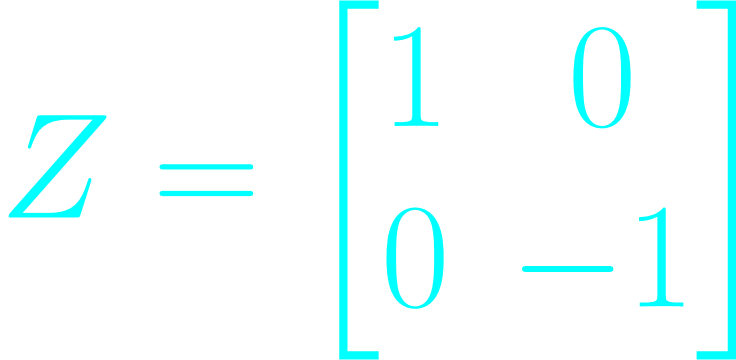 Z = [1 0
0 −1]